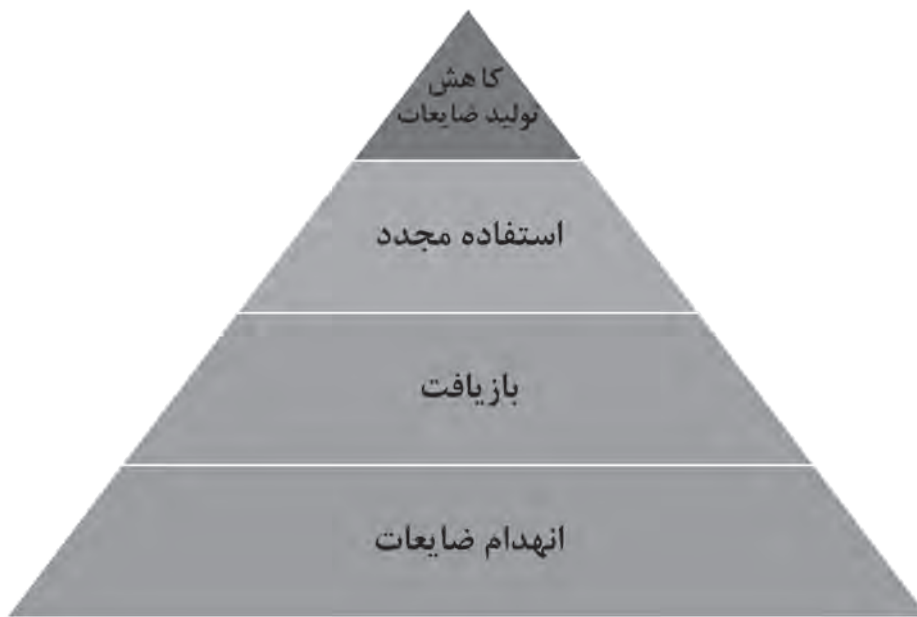 کاهش
تولید ضایعات
استفاده مجدد
بازیافت
انهدام ضایعات